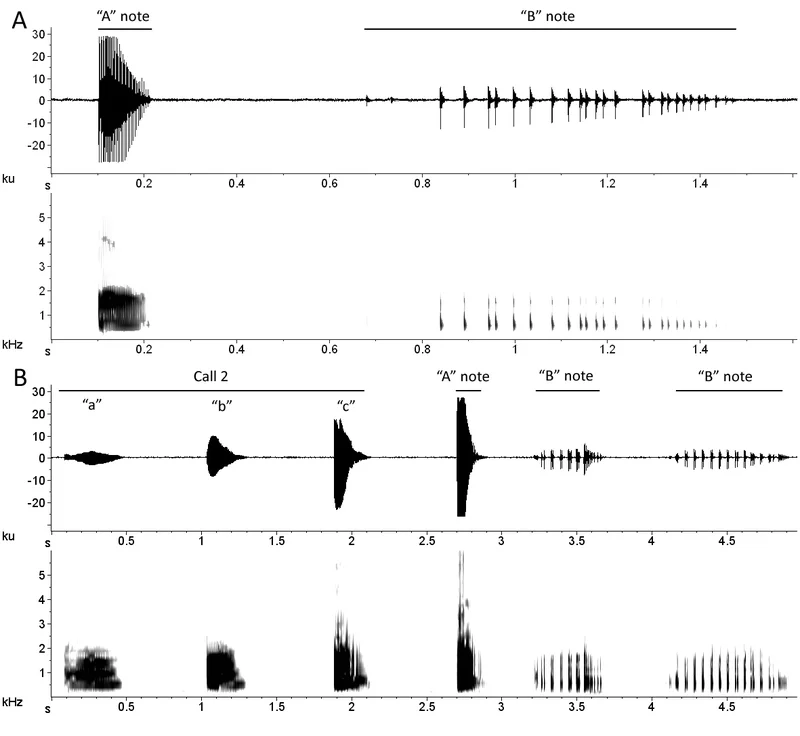 A
“A” note “B” note
30
20
10
0
-10
-20
ku
s 0.2 0.4 0.6 0.8 1 1.2 1.4
5
4
3
2
1
kHz
s 0.2 0.4 0.6 0.8 1 1.2 1.4
B
Call 2 “A” note “B” note “B” note
“a” “b” “c”
30
20
10
0
-10
-20
ku
s 0.5 1 1.5 2 2.5 3 3.5 4 4.5
5
4
3
2
1
kHz
s 0.5 1 1.5 2 2.5 3 3.5 4 4.5